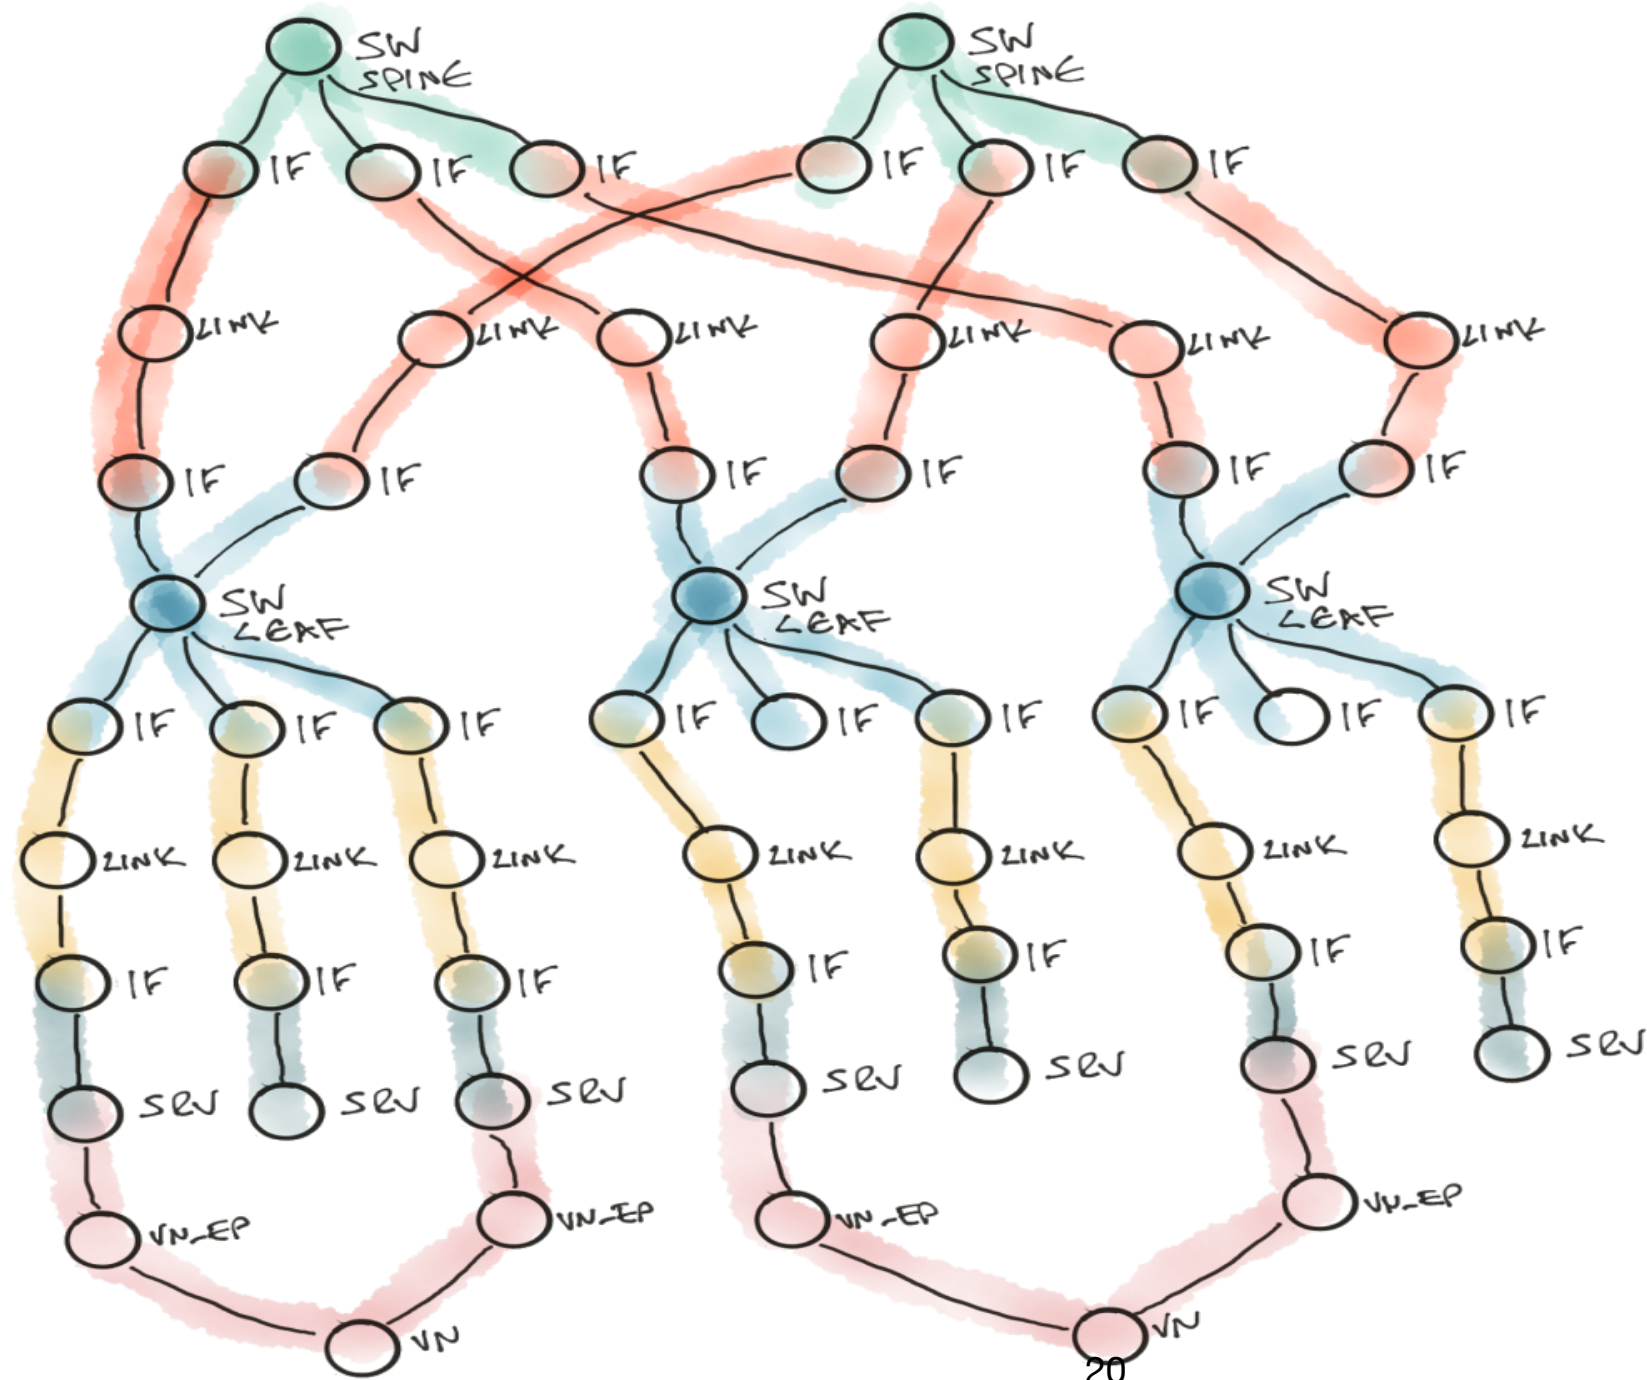 SW
SPINE
SW
SPINE
IF
IF
IF
IF
IF
IF
LINK
LINK
LINK
LINK
LINK
LINK
IF
IF
IF
IF
IF
IF
SW
LEAF
SW
LEAF
SW
LEAF
IF
IF
IF
IF
IF
IF
IF
IF
IF
LINK
LINK
LINK
LINK
LINK
LINK
LINK
IF
IF
IF
IF
IF
IF
IF
SRV
SRV
SRV
SRV
SRV
SRV
SRV
VN_EP
VN_EP
VN_EP
VN_EP
VN
VN
20